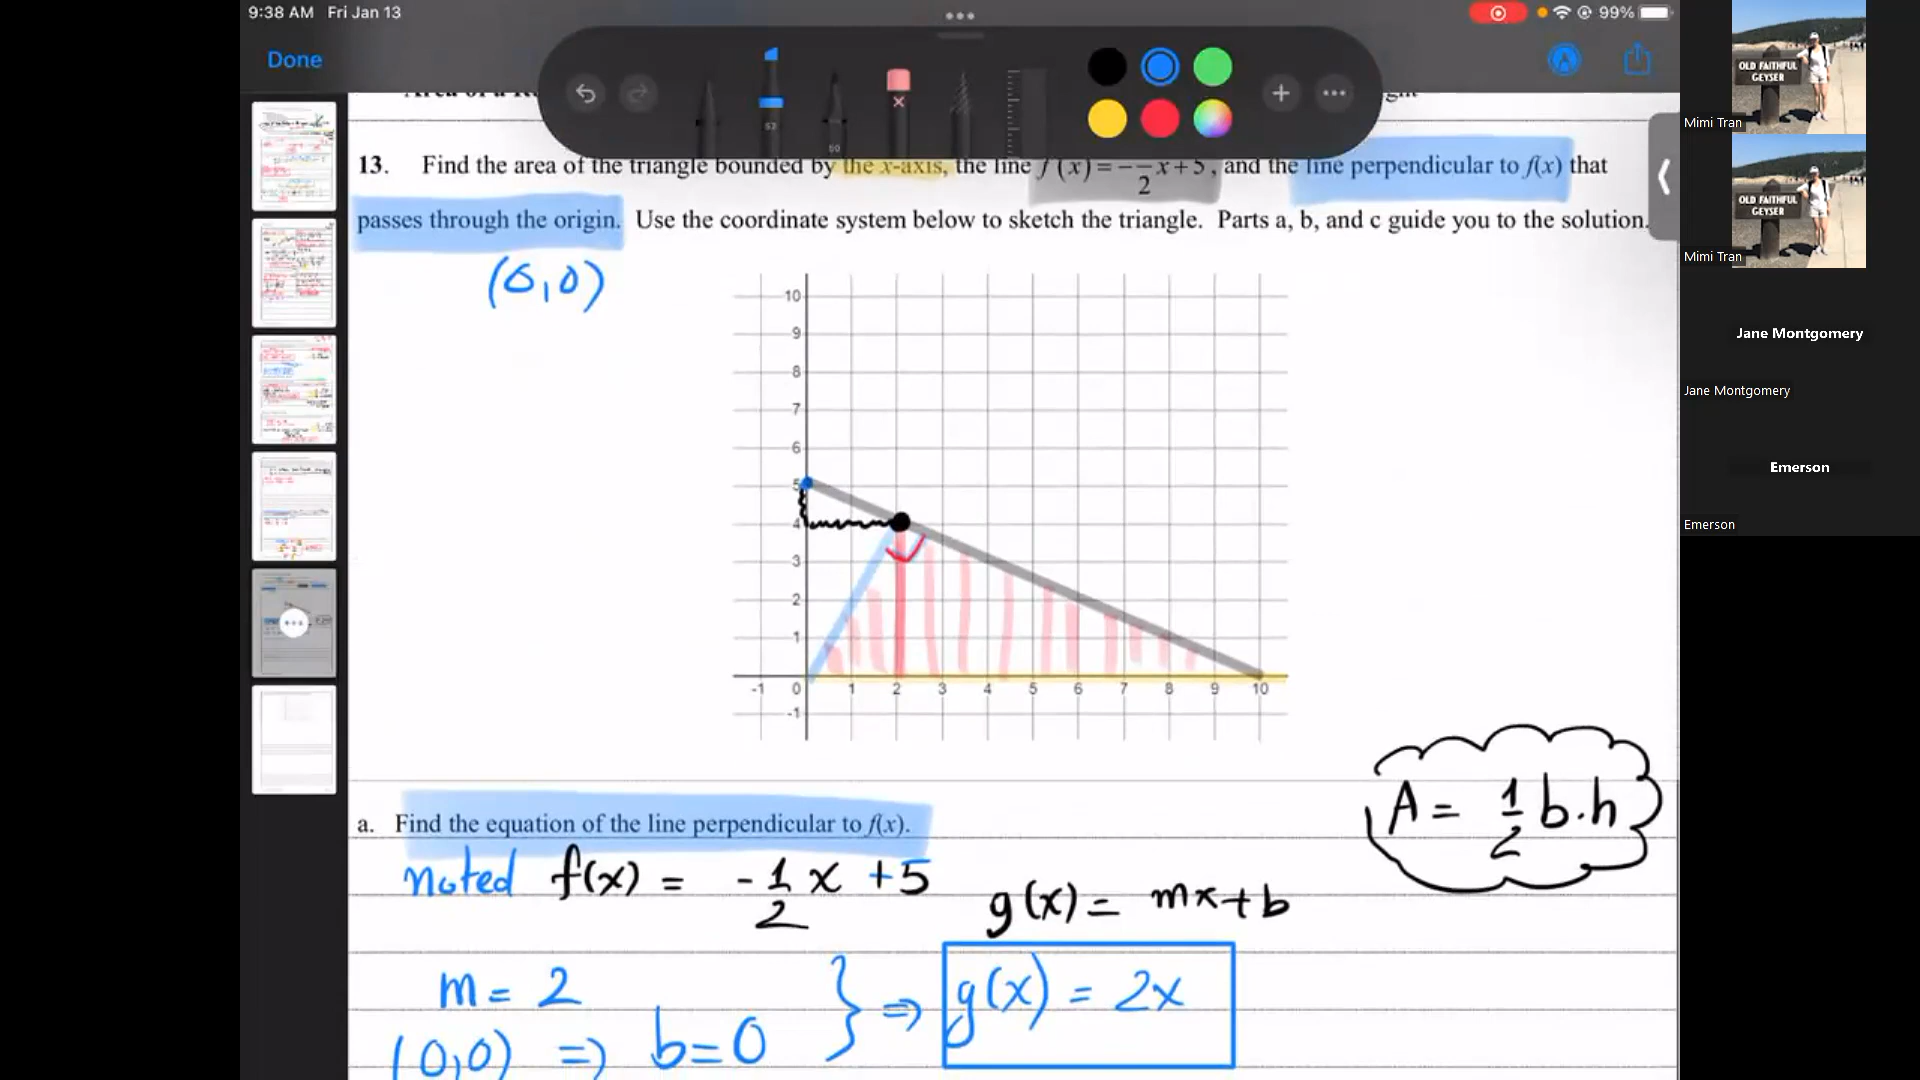 9:38 AM Fri Jan 13
99%
Done
53
50
13. Find the area of the triangle bounded by the x-axis, the line f(x) = -—x+5, and the line perpendicular to f(x) that
2
passes through the origin. Use the coordinate system below to sketch the triangle. Parts a, b, and c guide you to the solution.
(0,0)
10
9
8
7
6
5
4
3
2
1
-1 0 1 2 3 4 5 6 7 8 9 10
-1
A = 1/2 b.h
a. Find the equation of the line perpendicular to f(x).
noted f(x) = -1/2 x +5
g(x) = mx+b
m = 2
(0,0) => b=0 } => g(x) = 2x
OLD FAITHFUL
GEYSER
Mimi Tran
OLD FAITHFUL
GEYSER
Mimi Tran
Jane Montgomery
Jane Montgomery
Emerson
Emerson